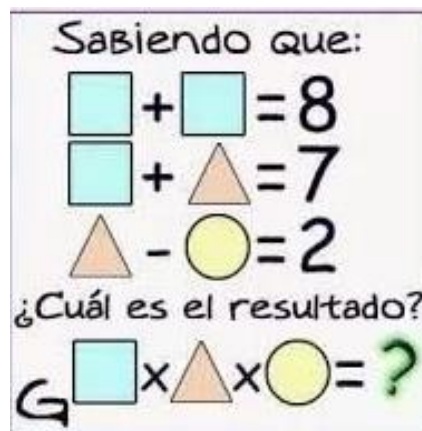 Sabiendo que:
+ = 8
+ = 7
- = 2
¿Cuál es el resultado?
G x x = ?